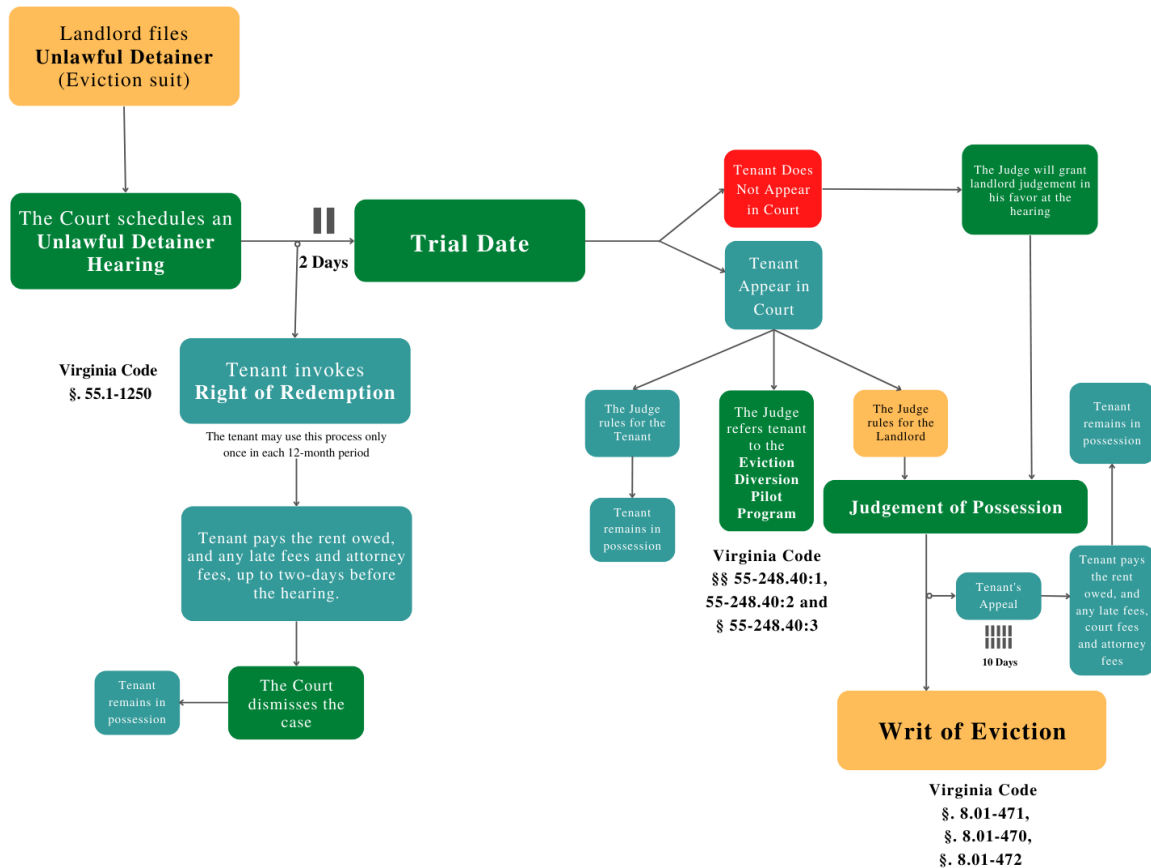 Landlord files
Unlawful Detainer
(Eviction suit)
The Court schedules an
Unlawful Detainer
Hearing
2 Days
Trial Date
Tenant Does
Not Appear
in Court
The Judge will grant
landlord judgement in
his favor at the
hearing
Tenant
Appear in
Court
Virginia Code
§. 55.1-1250
Tenant invokes
Right of Redemption
The tenant may use this process only
once in each 12-month period
Tenant pays the rent owed,
and any late fees and attorney
fees, up to two-days before
the hearing.
The Court
dismisses the
case
Tenant
remains in
possession
The Judge
rules for the
Tenant
Tenant
remains in
possession
The Judge
refers tenant
to the
Eviction
Diversion
Pilot
Program
Virginia Code
§§ 55-248.40:1,
55-248.40:2 and
§ 55-248.40:3
The Judge
rules for the
Landlord
Judgement of Possession
Tenant's
Appeal
10 Days
Tenant pays
the rent
owed, and
any late fees,
court fees
and attorney
fees
Tenant
remains in
possession
Writ of Eviction
Virginia Code
§. 8.01-471,
§. 8.01-470,
§. 8.01-472